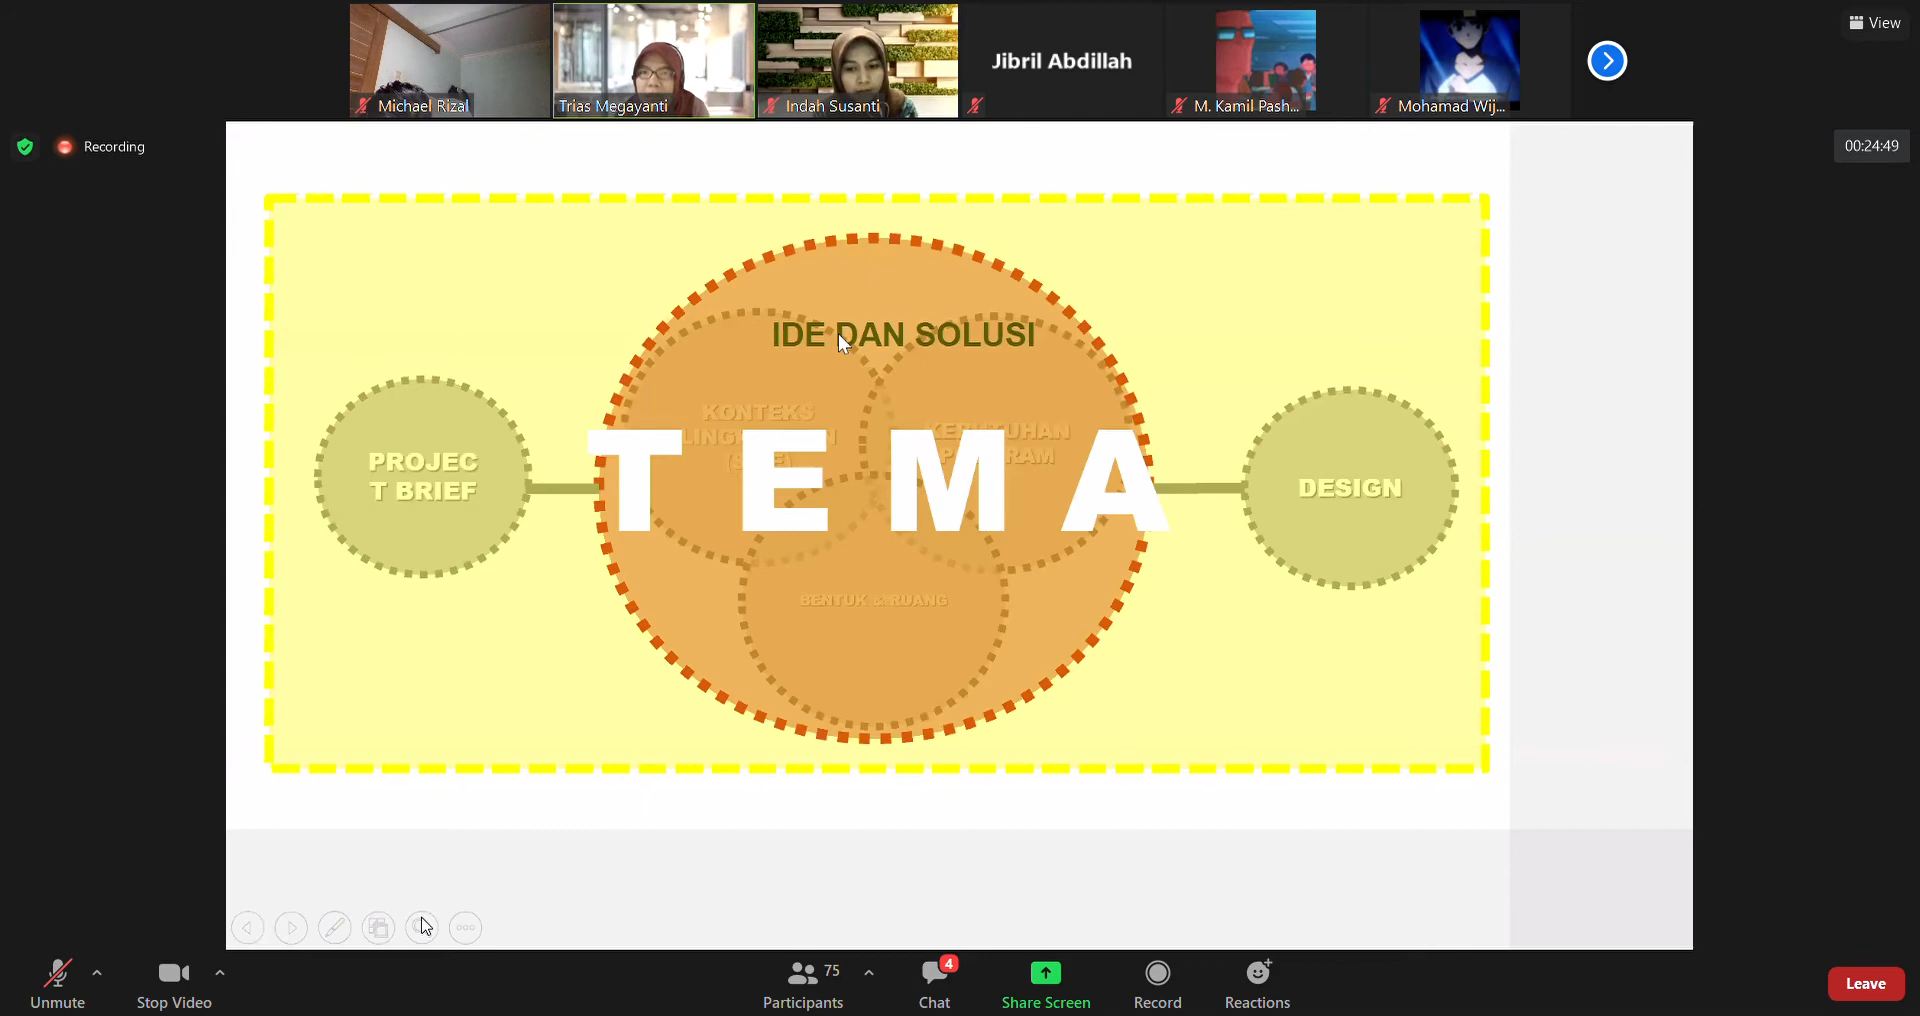 View
Michael Rizal
Trias Megayanti
Indah Susanti
Jibril Abdillah
M. Kamil Pash...
Mohamad Wij...
Recording
00:24:49
IDE DAN SOLUSI
KONTEKS
KEBUTUHAN
PROJEC
T BRIEF
T E M A
DESIGN
BENTUK & RUANG
Unmute
Stop Video
75
Participants
4
Chat
Share Screen
Record
Reactions
Leave